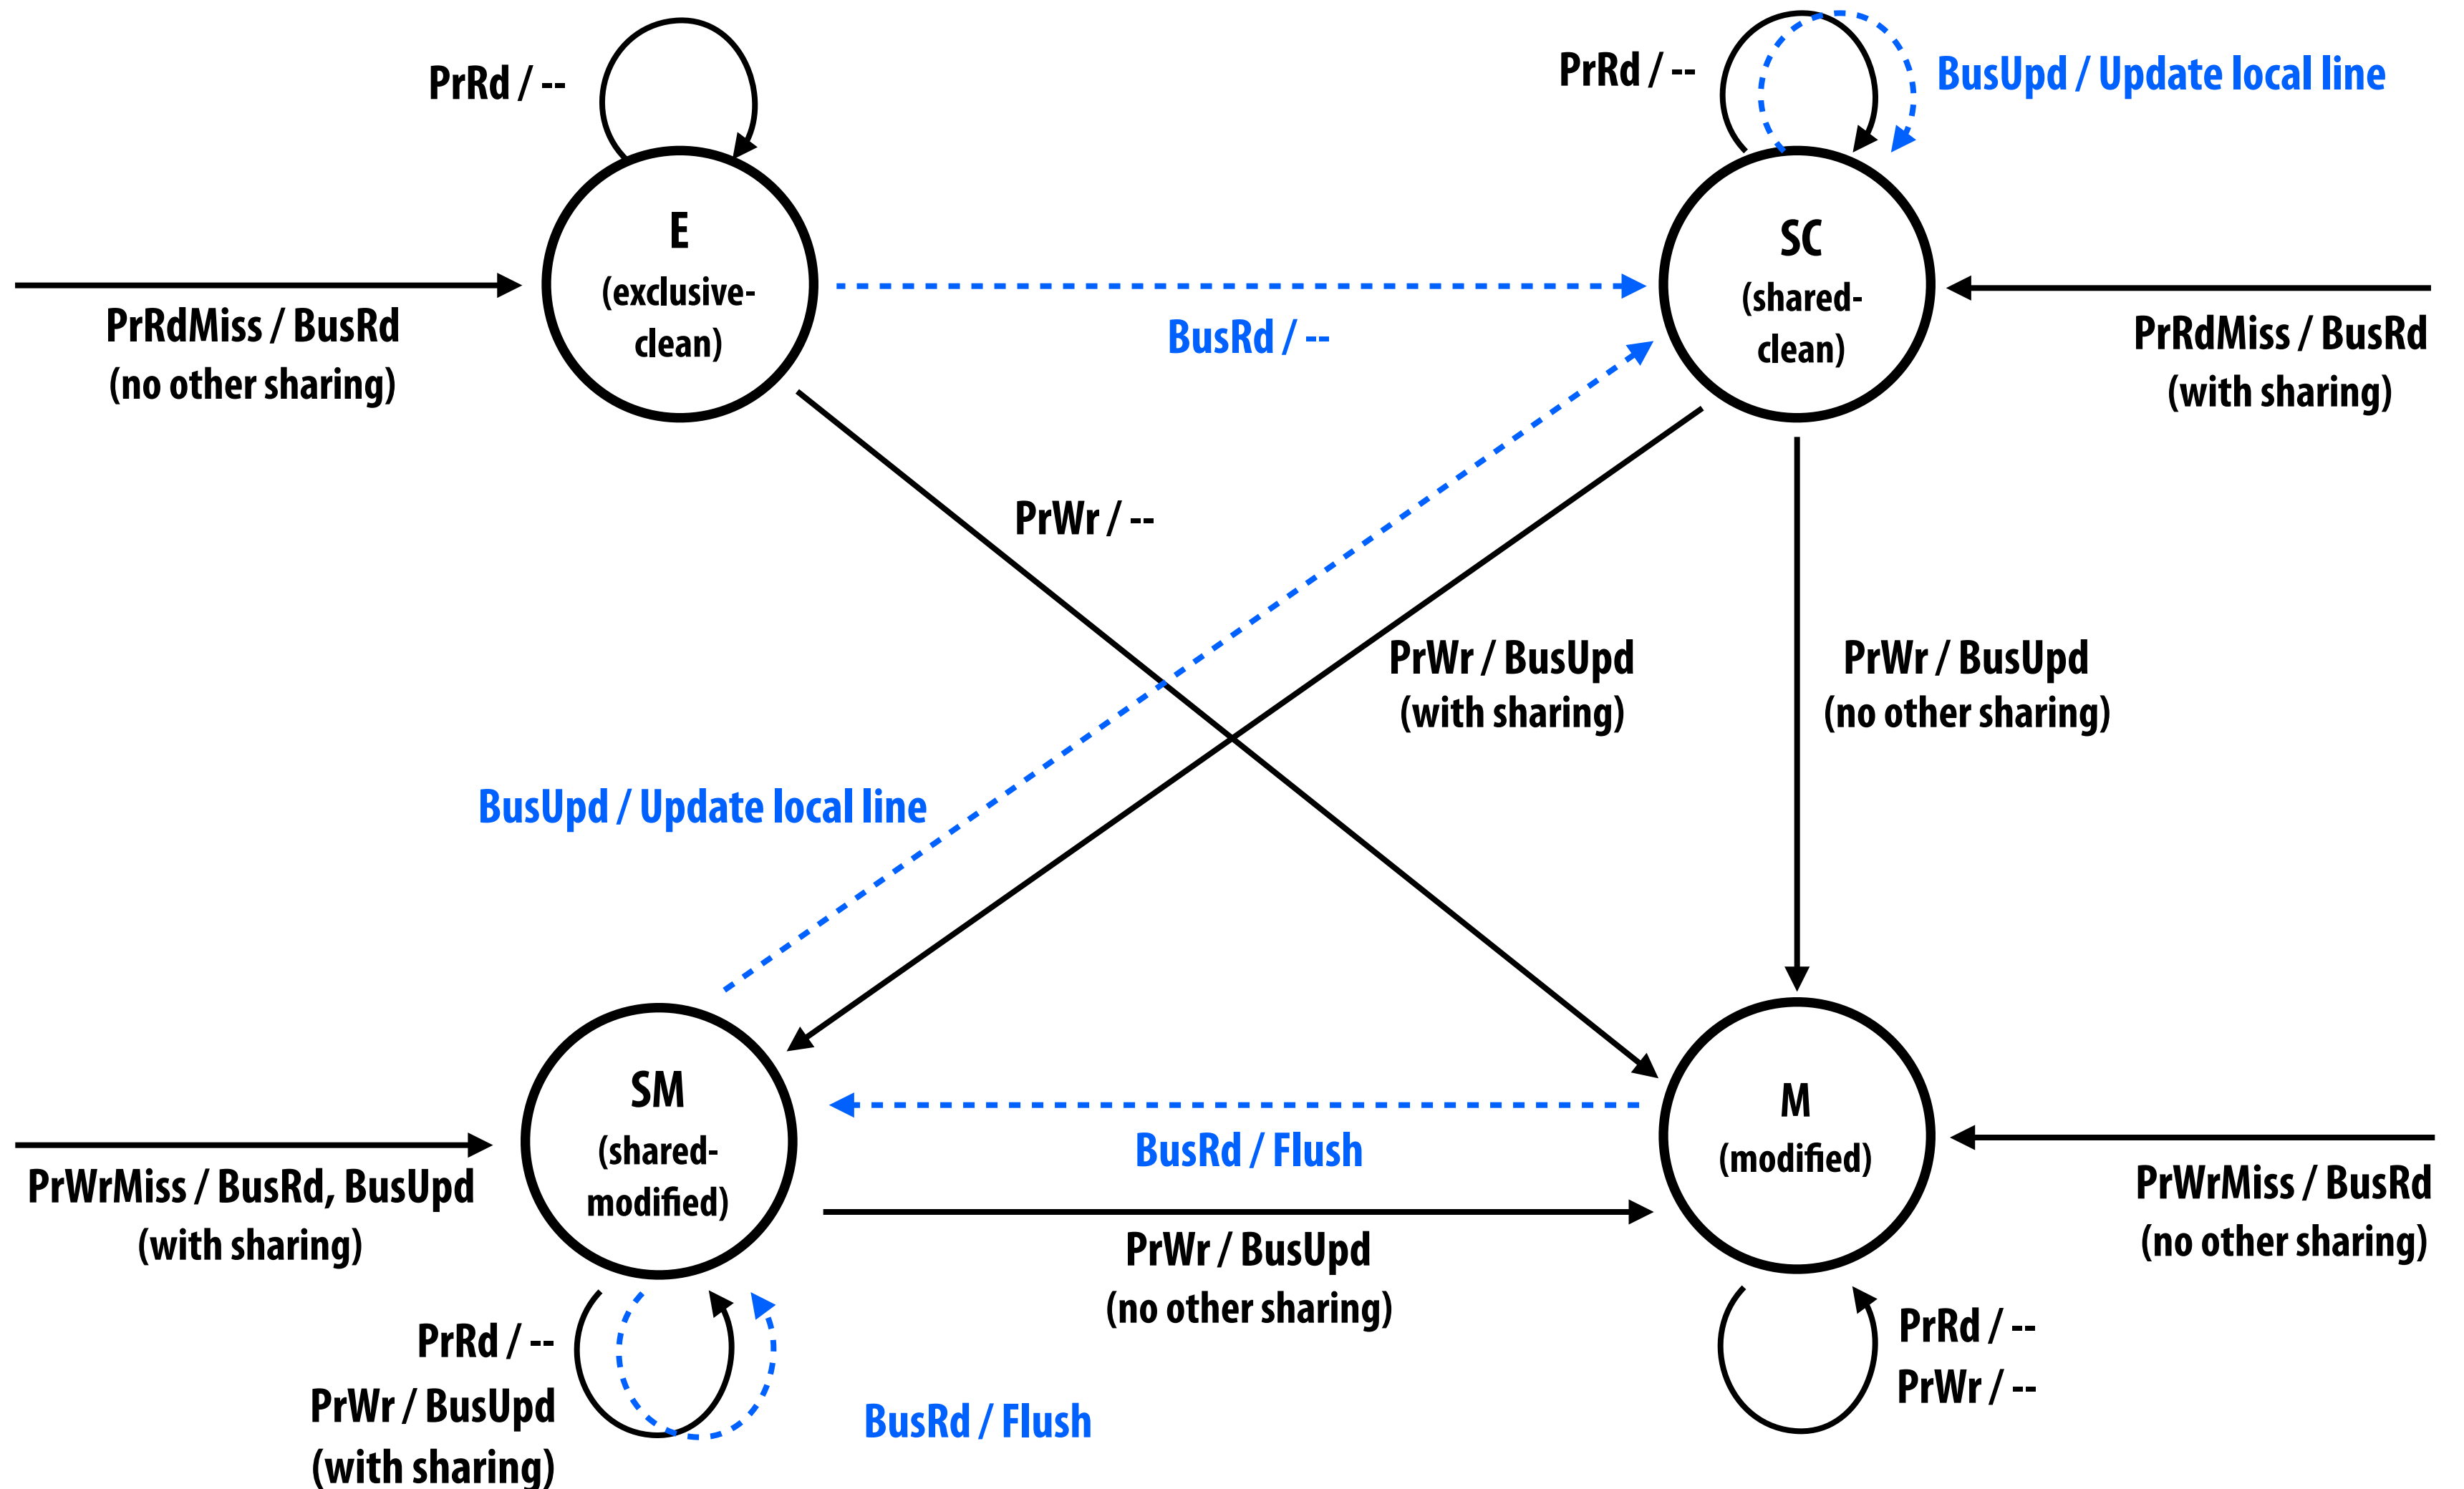 PrRd / --
PrRd / --
BusUpd / Update local line
E
(exclusive-
clean)
SC
(shared-
clean)
PrRdMiss / BusRd
(no other sharing)
BusRd / --
PrRdMiss / BusRd
(with sharing)
PrWr / --
PrWr / BusUpd
(with sharing)
PrWr / BusUpd
(no other sharing)
BusUpd / Update local line
SM
(shared-
modified)
M
(modified)
BusRd / Flush
PrWrMiss / BusRd, BusUpd
(with sharing)
PrWrMiss / BusRd
(no other sharing)
PrWr / BusUpd
(no other sharing)
PrRd / --
PrWr / BusUpd
(with sharing)
BusRd / Flush
PrRd / --
PrWr / --